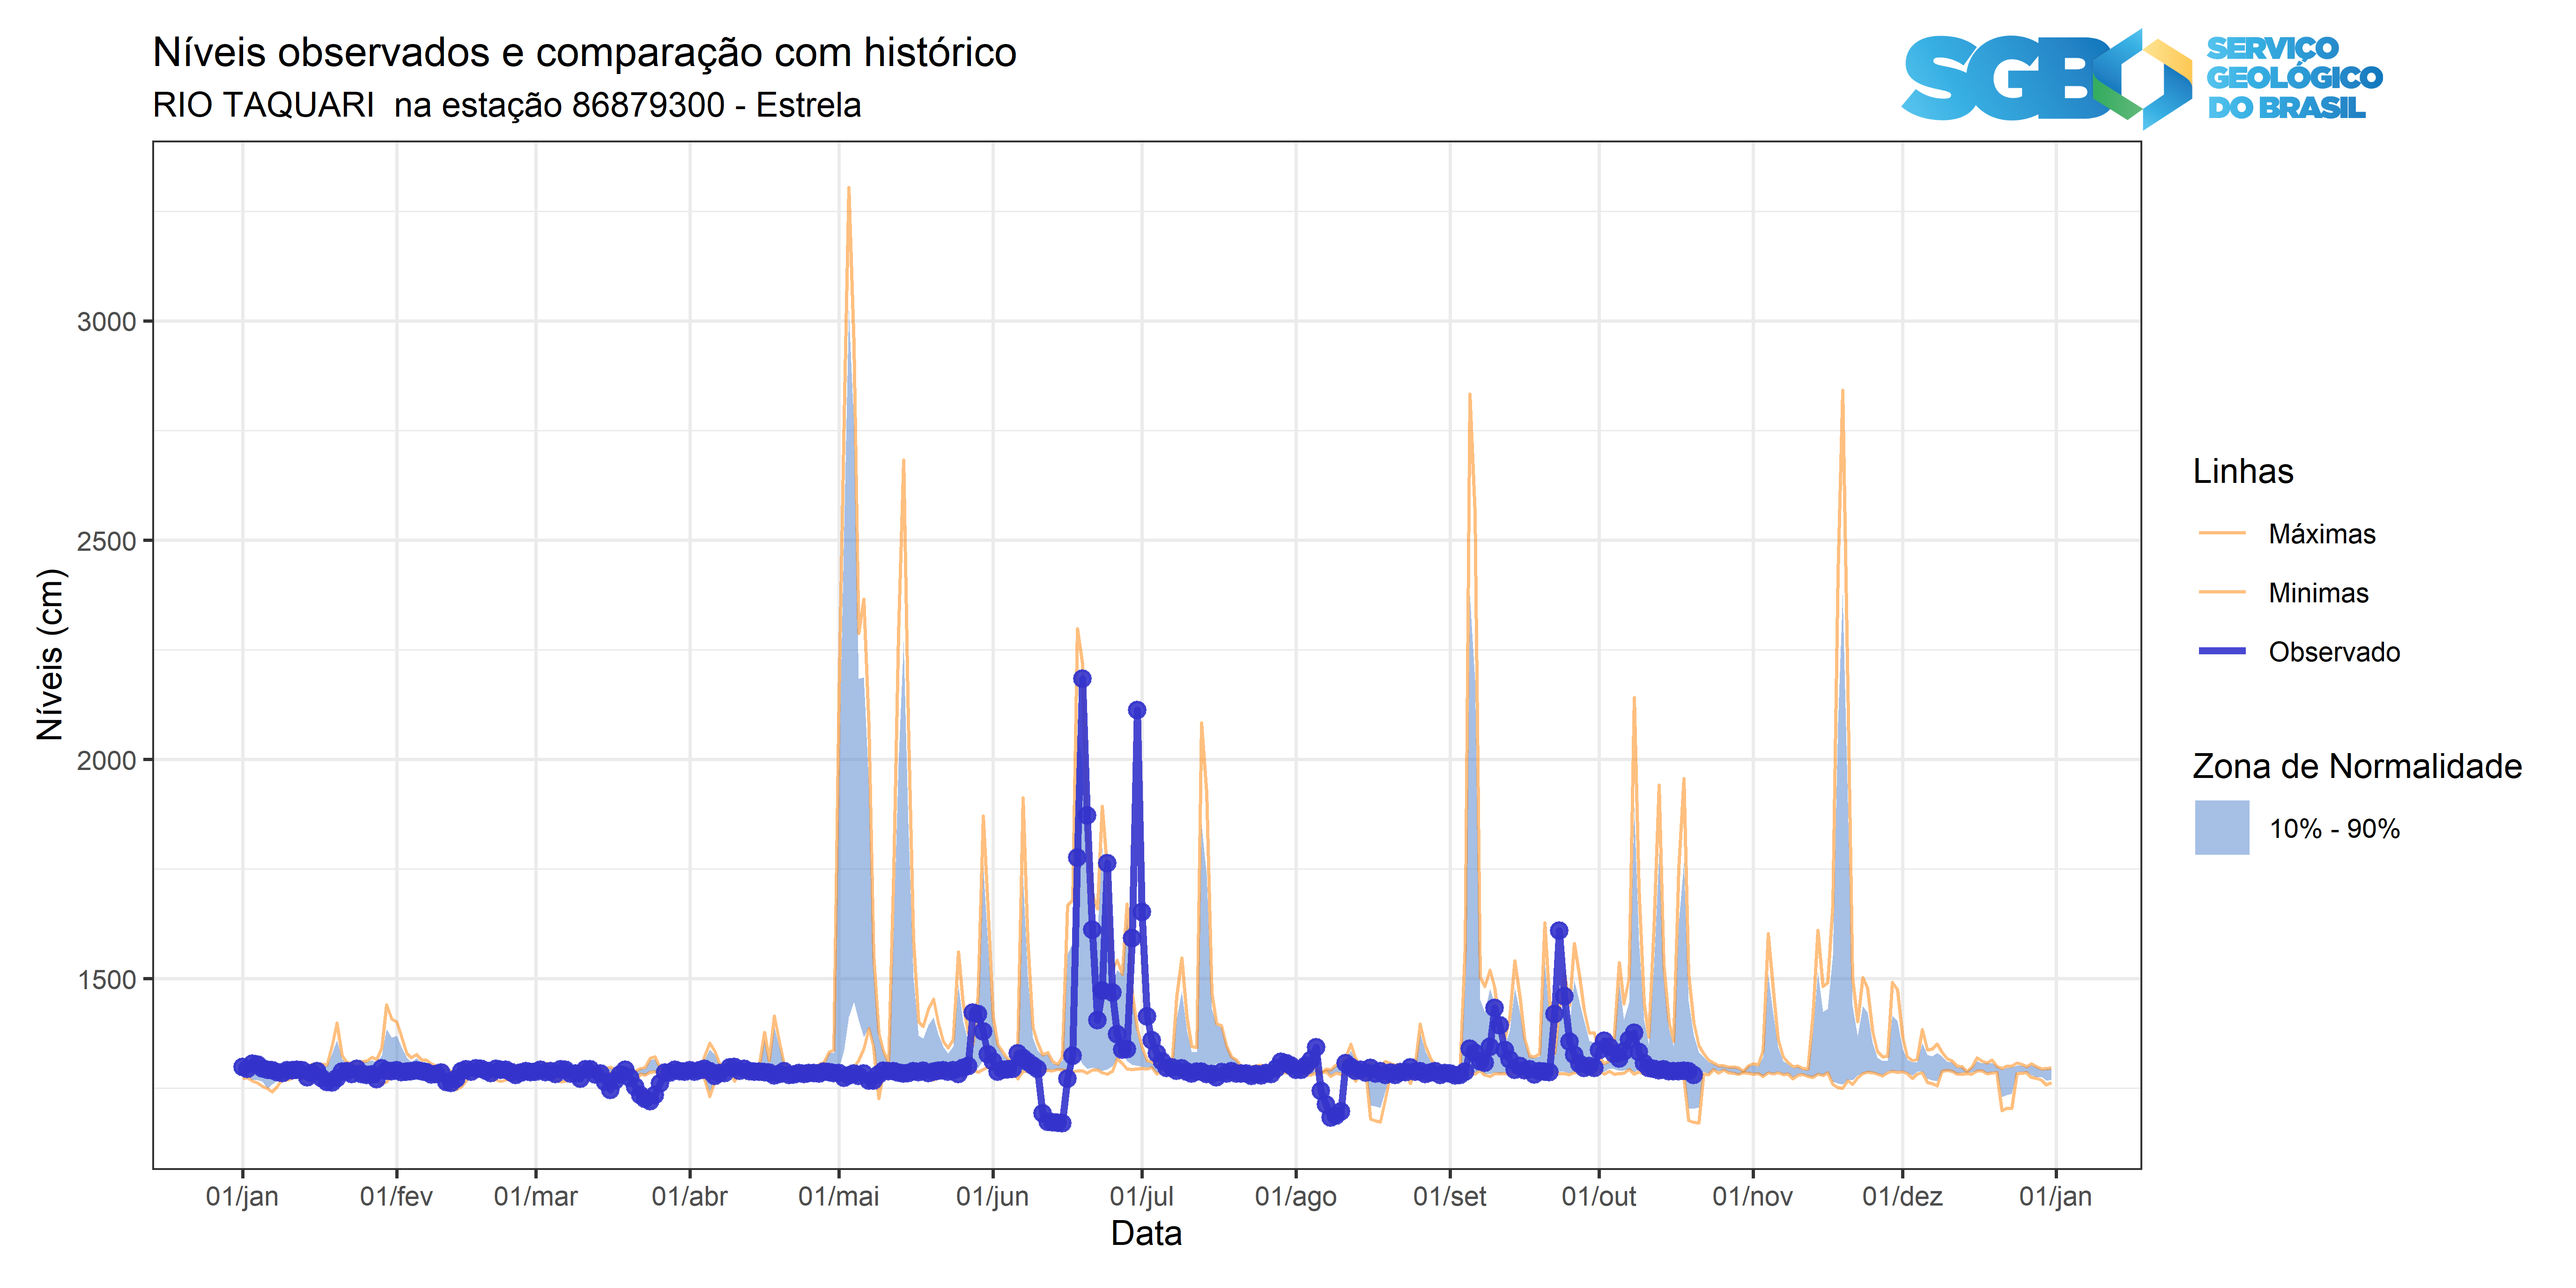 Níveis observados e comparação com histórico
RIO TAQUARI  na estação 86879300 - Estrela
SGB
SERVIÇO
GEOLÓGICO
DO BRASIL
Níveis (cm)
3000
2500
2000
1500
01/jan
01/fev
01/mar
01/abr
01/mai
01/jun
01/jul
01/ago
01/set
01/out
01/nov
01/dez
01/jan
Data
Linhas
Máximas
Minimas
Observado
Zona de Normalidade
10% - 90%